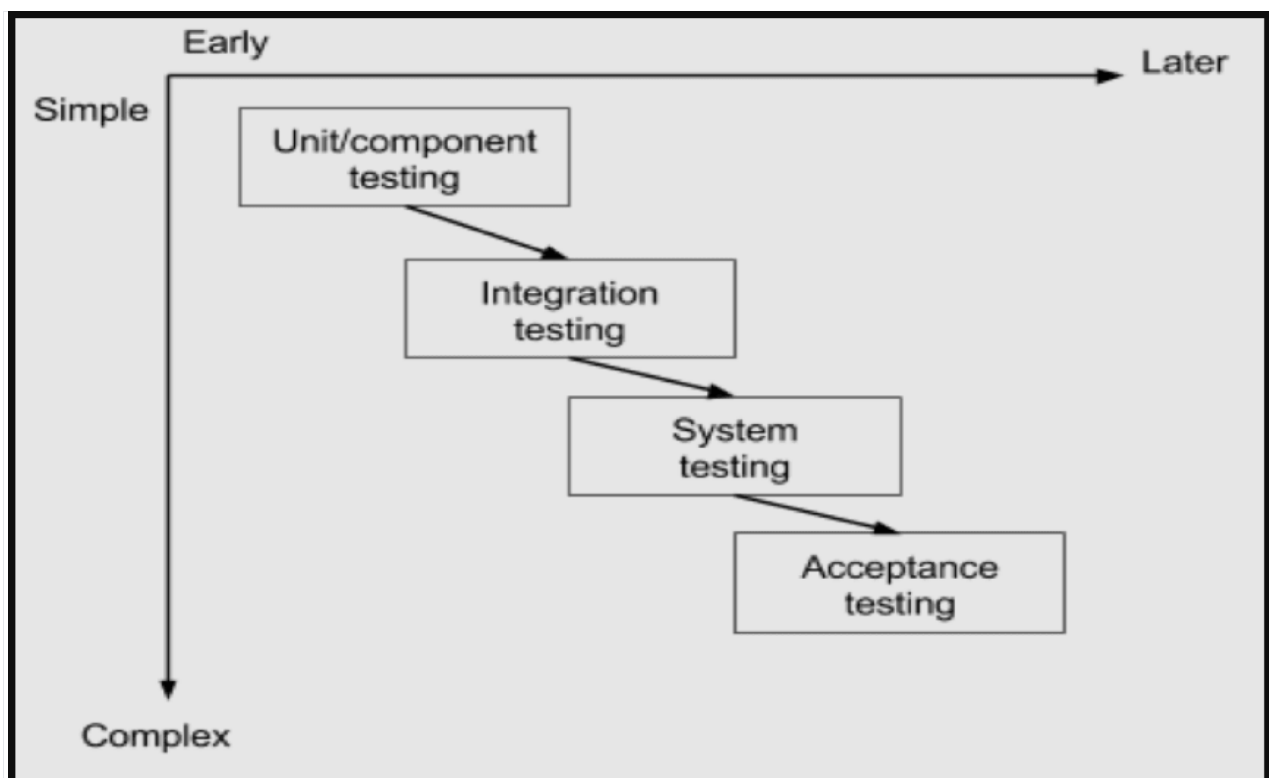 Early
Later
Simple
Unit/component
testing
Integration
testing
System
testing
Acceptance
testing
Complex